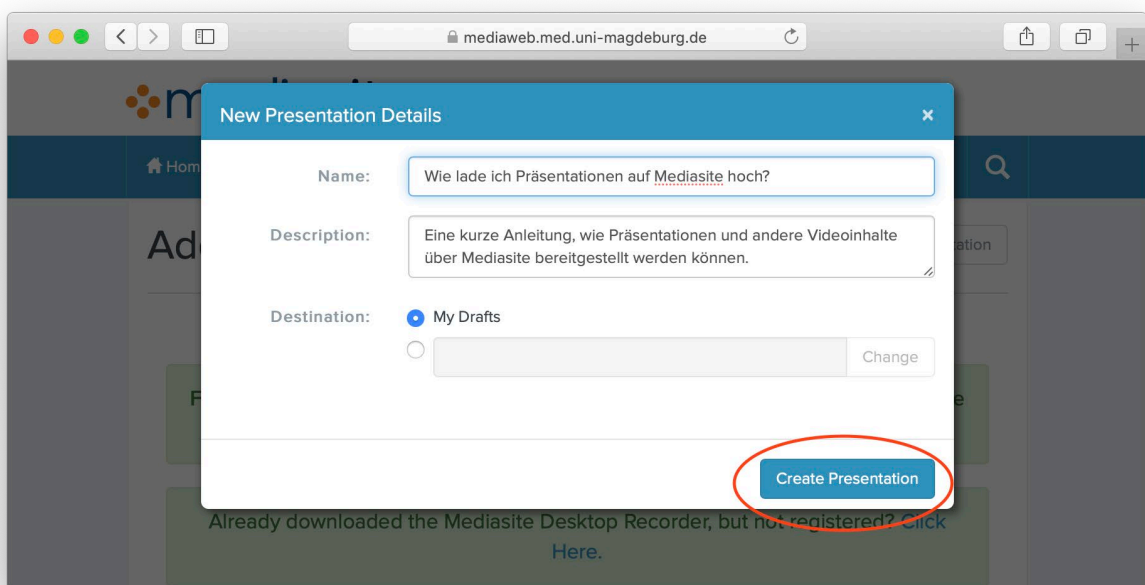 mediaweb.med.uni-magdeburg.de
New Presentation Details
×
Hom
Name:
Wie lade ich Präsentationen auf Mediasite hoch?
Description:
Eine kurze Anleitung, wie Präsentationen und andere Videoinhalte
über Mediasite bereitgestellt werden können.
Destination:
My Drafts
Change
Create Presentation
Already downloaded the Mediasite Desktop Recorder, but not registered? Click
Here.